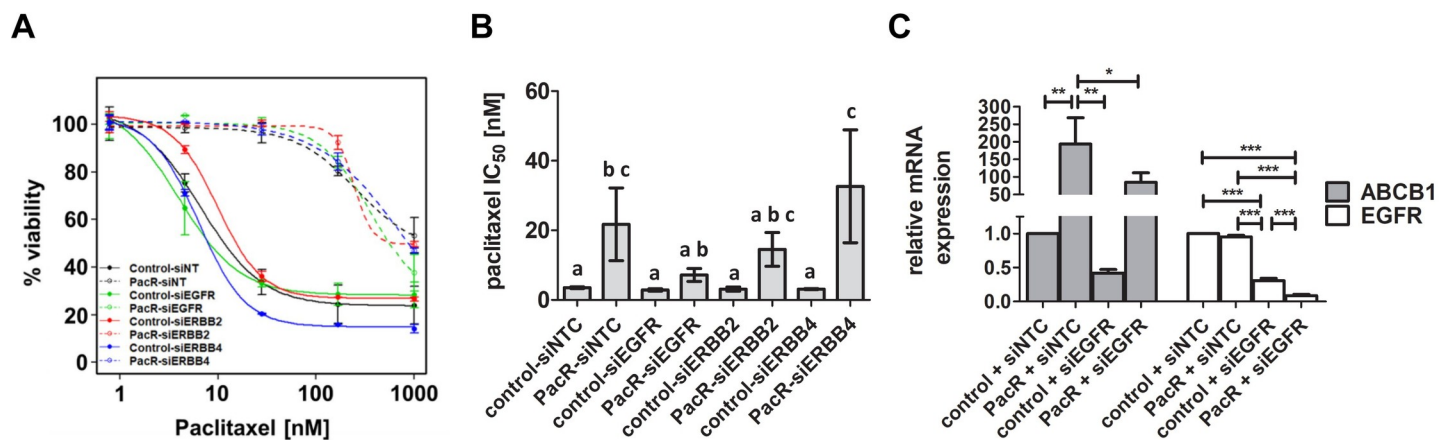 A
% viability
100
80
60
40
20
0
Control-siNT
PacR-siNT
Control-siEGFR
PacR-siEGFR
Control-siERBB2
PacR-siERBB2
Control-siERBB4
PacR-siERBB4
1
10
100
1000
Paclitaxel [nM]
B
paclitaxel IC50 [nM]
60
40
20
0
a
b c
a
a b
a
a b c
a
c
control-siNTC
PacR-siNTC
control-siEGFR
PacR-siEGFR
control-siERBB2
PacR-siERBB2
control-siERBB4
PacR-siERBB4
C
relative mRNA
expression
300
250
200
150
100
50
1.0
0.5
0.0
*
** **
***
***
***
*** ***
ABCB1
EGFR
control + siNTC
PacR + siNTC
control + siEGFR
PacR + siEGFR
control + siNTC
PacR + siNTC
control + siEGFR
PacR + siEGFR